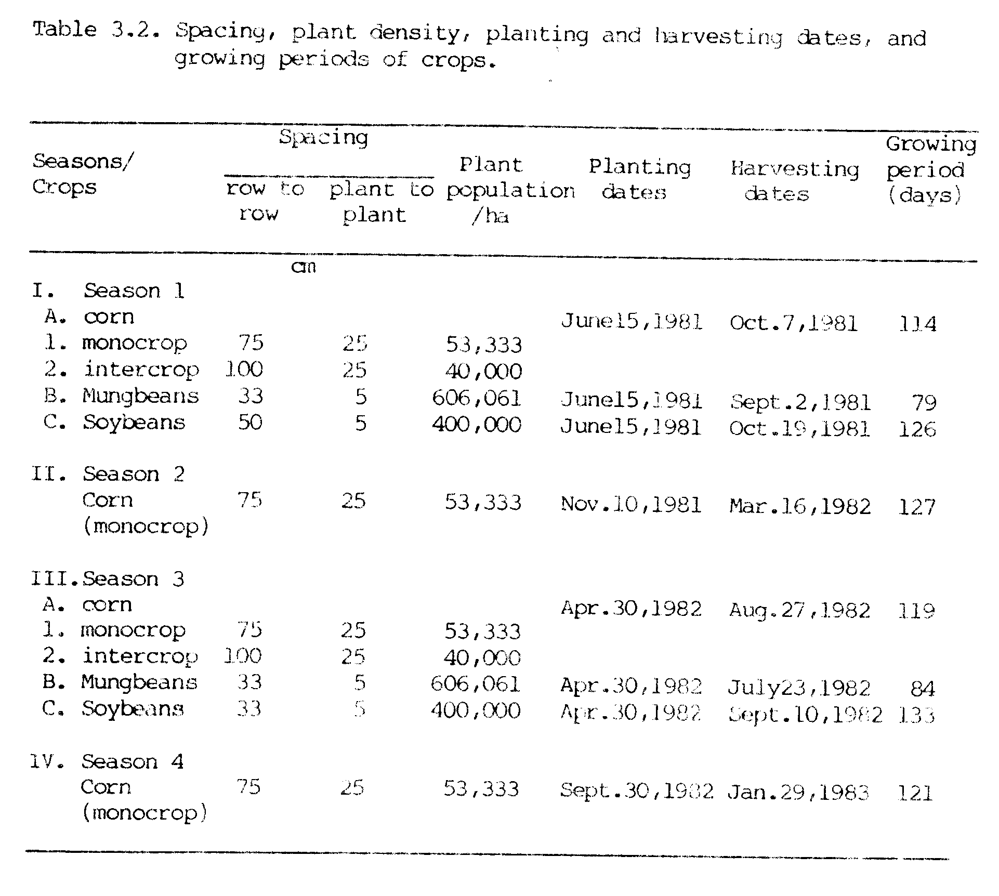 Table 3.2. Spacing, plant density, planting and harvesting dates, and
growing periods of crops.
Spacing Growing
Seasons/ Plant Planting Harvesting period
Crops row to plant to population dates dates (days)
row plant /ha
cm
I. Season 1
A. corn June15,1981 Oct.7,1981 114
1. monocrop 75 25 53,333
2. intercrop 100 25 40,000
B. Mungbeans 33 5 606,061 June15,1981 Sept.2,1981 79
C. Soybeans 50 5 400,000 June15,1981 Oct.19,1981 126
II. Season 2
Corn 75 25 53,333 Nov.10,1981 Mar.16,1982 127
(monocrop)
III.Season 3
A. corn Apr.30,1982 Aug.27,1982 119
1. monocrop 75 25 53,333
2. intercrop 100 25 40,000
B. Mungbeans 33 5 606,061 Apr.30,1982 July23,1982 84
C. Soybeans 33 5 400,000 Apr.30,1982 Sept.10,1982 133
IV. Season 4
Corn 75 25 53,333 Sept.30,1982 Jan.29,1983 121
(monocrop)